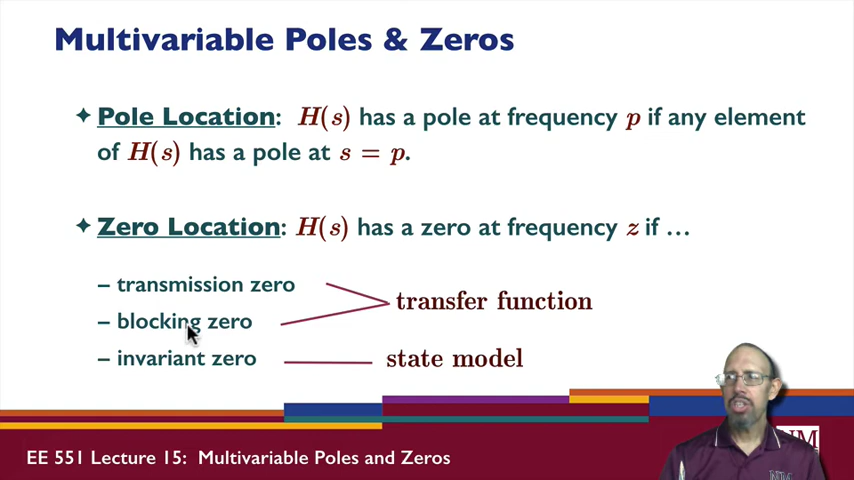 Multivariable Poles & Zeros
✦ Pole Location: H(s) has a pole at frequency p if any element
of H(s) has a pole at s = p.
✦ Zero Location: H(s) has a zero at frequency z if ...
– transmission zero
transfer function
– blocking zero
– invariant zero
state model
EE 551 Lecture 15: Multivariable Poles and Zeros